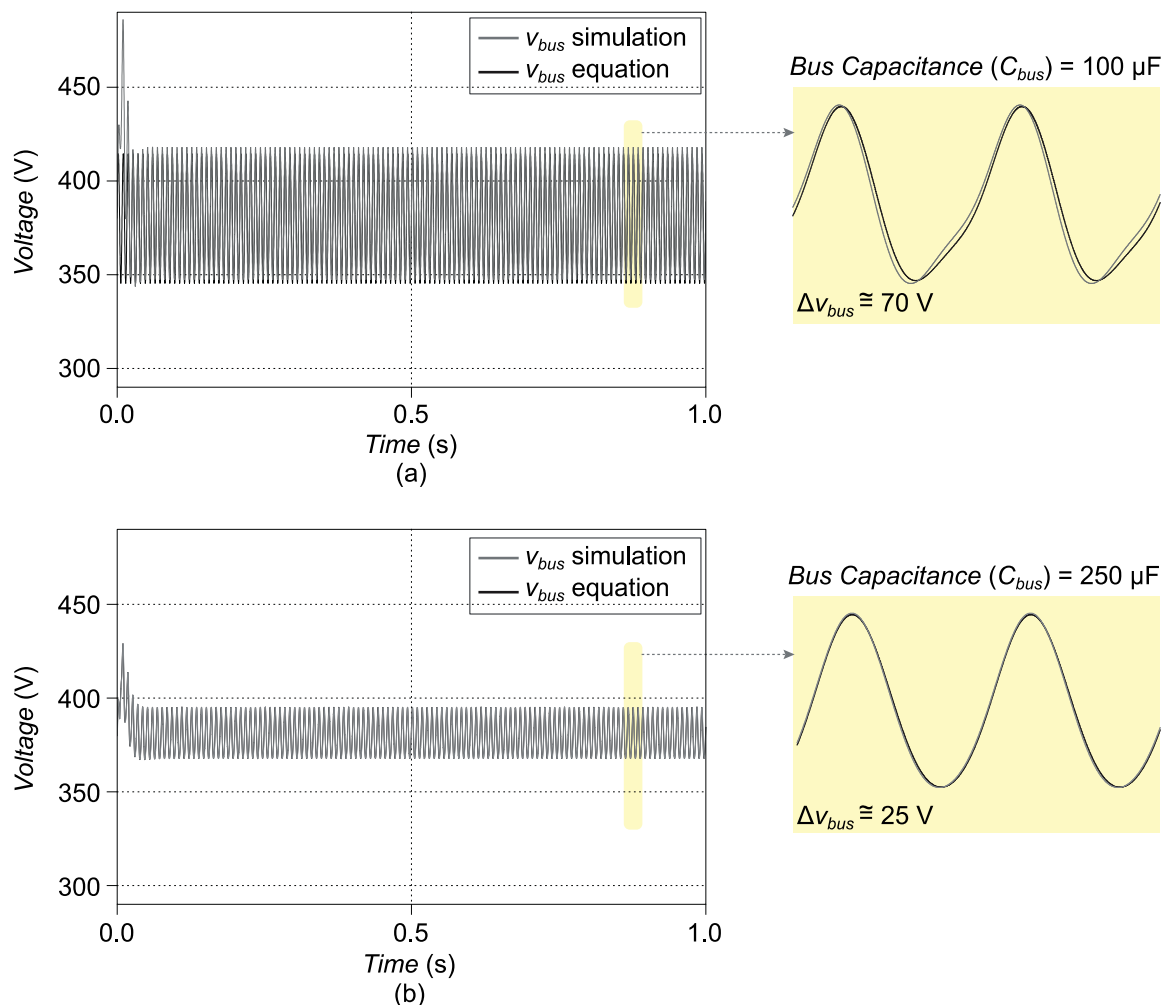 v_bus simulation
v_bus equation
450
400
350
300
Voltage (V)
0.0
0.5
1.0
Time (s)
(a)
Bus Capacitance (C_bus) = 100 µF
Δv_bus ≅ 70 V
v_bus simulation
v_bus equation
450
400
350
300
Voltage (V)
0.0
0.5
1.0
Time (s)
(b)
Bus Capacitance (C_bus) = 250 µF
Δv_bus ≅ 25 V